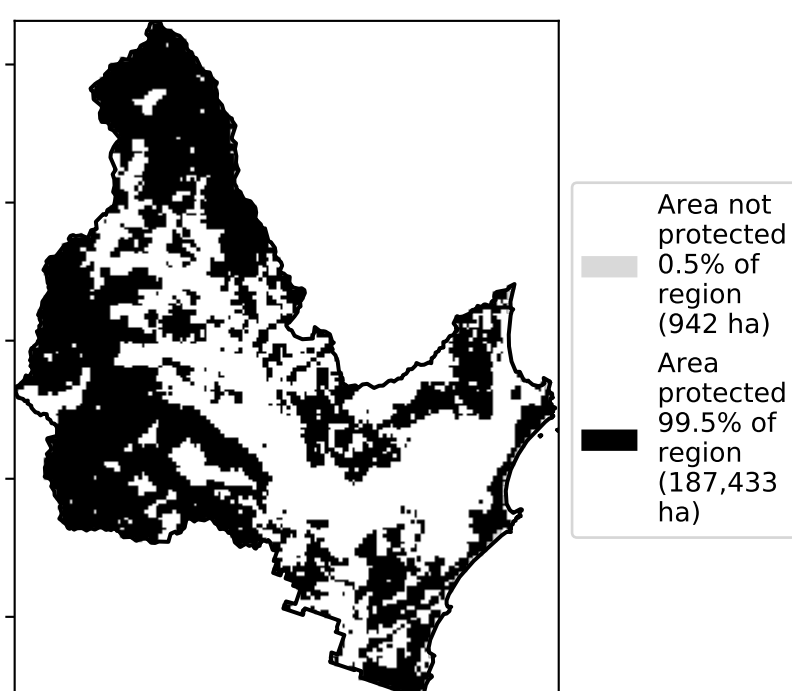 Area not
protected
0.5% of
region
(942 ha)
Area
protected
99.5% of
region
(187,433
ha)